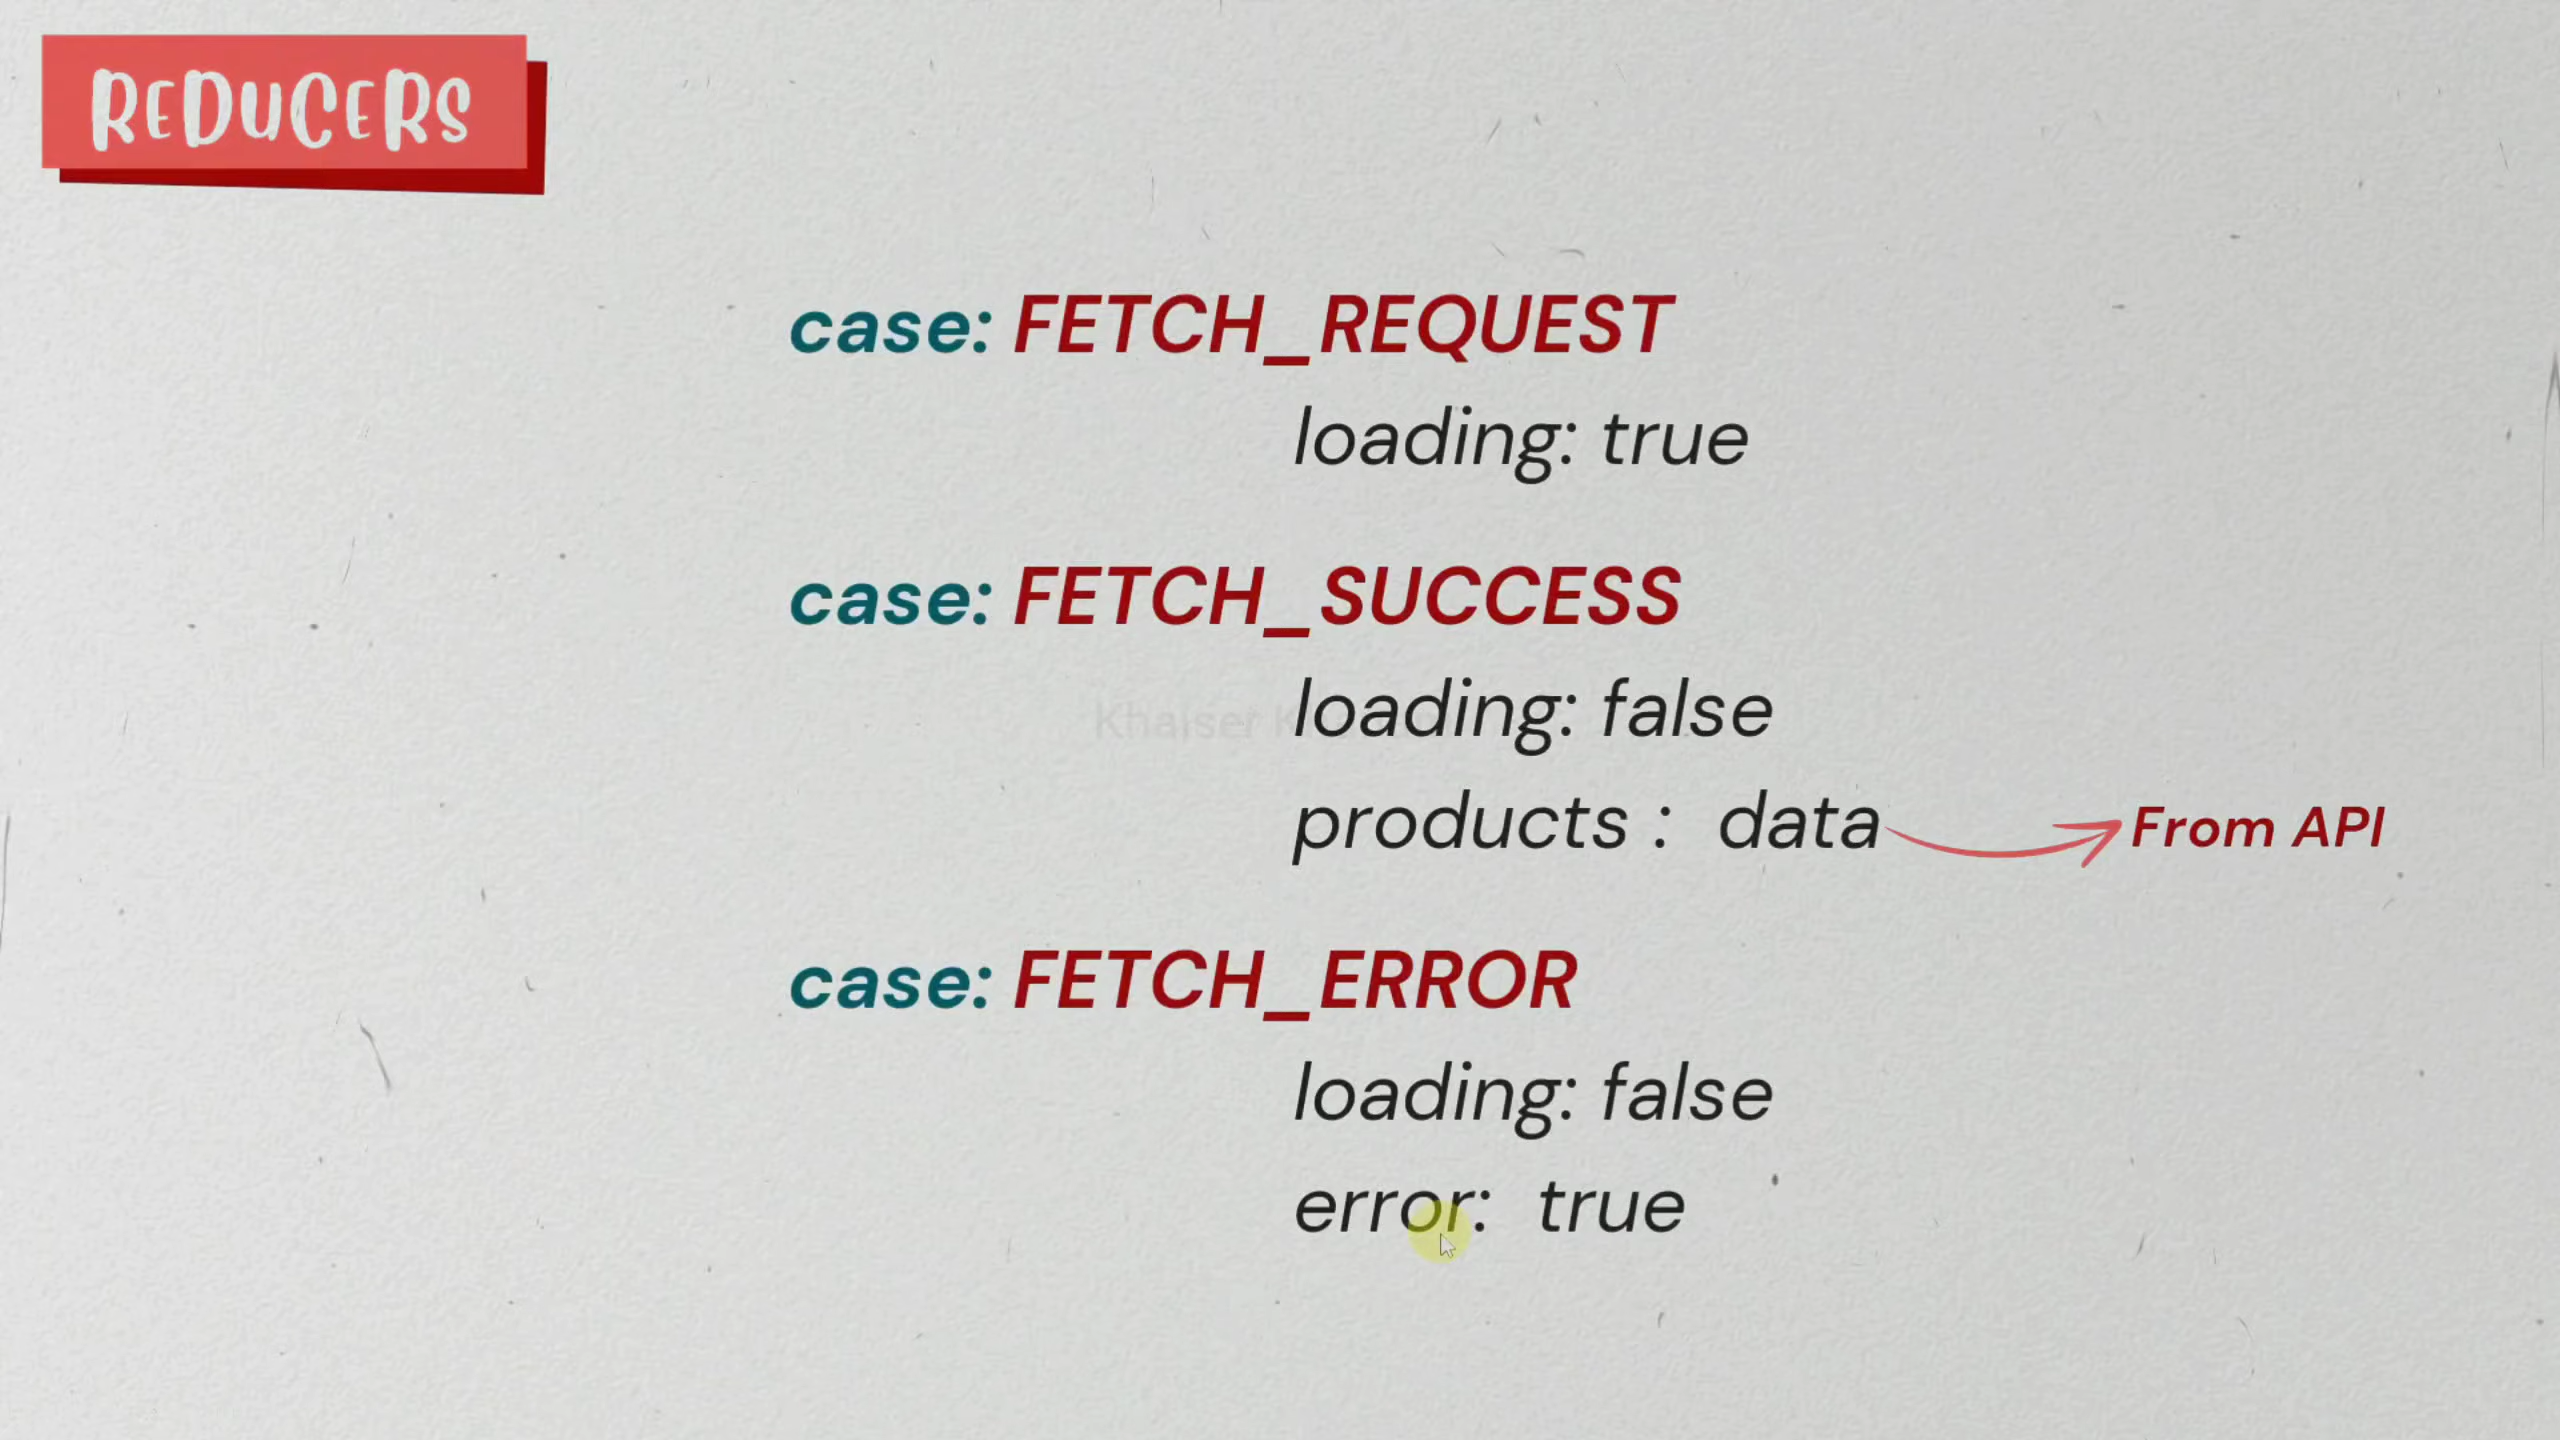 REDUCERS
case: FETCH_REQUEST
loading: true
case: FETCH_SUCCESS
loading: false
Khaiser
products : data
From API
case: FETCH_ERROR
loading: false
error: true